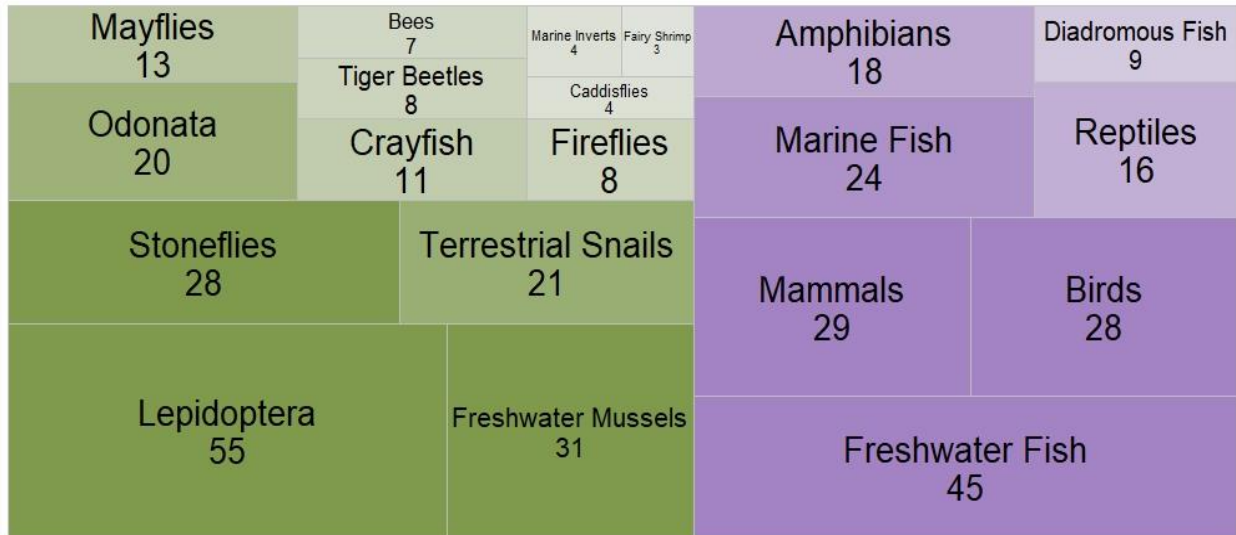 Mayflies
13
Bees
7
Marine Inverts
4
Fairy Shrimp
3
Tiger Beetles
8
Caddisflies
4
Odonata
20
Crayfish
11
Fireflies
8
Stoneflies
28
Terrestrial Snails
21
Lepidoptera
55
Freshwater Mussels
31
Amphibians
18
Diadromous Fish
9
Marine Fish
24
Reptiles
16
Mammals
29
Birds
28
Freshwater Fish
45